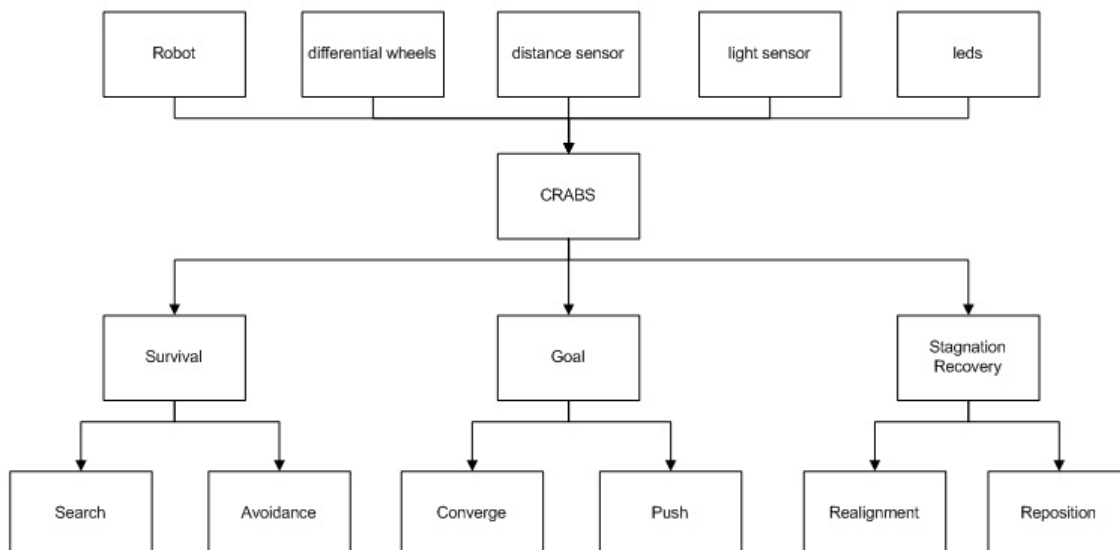 Robot
differential wheels
distance sensor
light sensor
leds
CRABS
Survival
Goal
Stagnation
Recovery
Search
Avoidance
Converge
Push
Realignment
Reposition